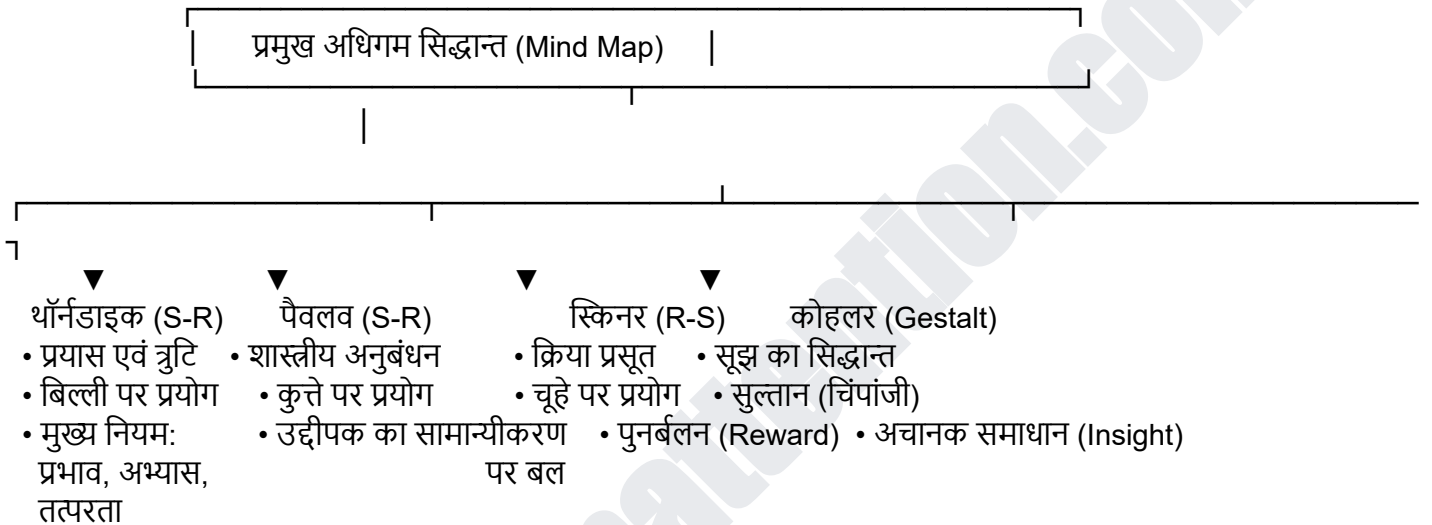 प्रमुख अधिगम सिद्धान्त (Mind Map)
थॉर्नडाइक (S-R) पैवलव (S-R) स्किनर (R-S) कोहलर (Gestalt)
• प्रयास एवं त्रुटि • शास्त्रीय अनुबंधन • क्रिया प्रसूत • सूझ का सिद्धान्त
• बिल्ली पर प्रयोग • कुत्ते पर प्रयोग • चूहे पर प्रयोग • सुल्तान (चिंपांजी)
• मुख्य नियम: • उद्दीपक का सामान्यीकरण • पुनर्बलन (Reward) • अचानक समाधान (Insight)
प्रभाव, अभ्यास, पर बल
तत्परता